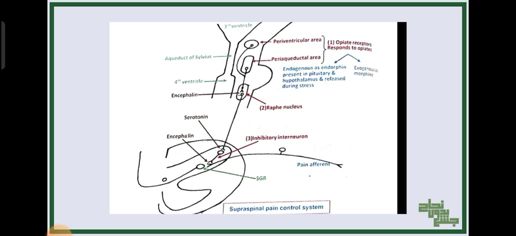 3rd ventricle
Periventricular area
Periaqueductal area
(1) Opiate receptors
Responds to opiates
Aqueduct of Sylvius
Endogenous as endorphin
present in pituitary &
hypothalamus & released
during stress
Exogenous
morphin
4th ventricle
Encephalin
(2)Raphe nucleus
Serotonin
Encephalin
(3)Inhibitory interneuron
Pain afferent
SGR
Supraspinal pain control system